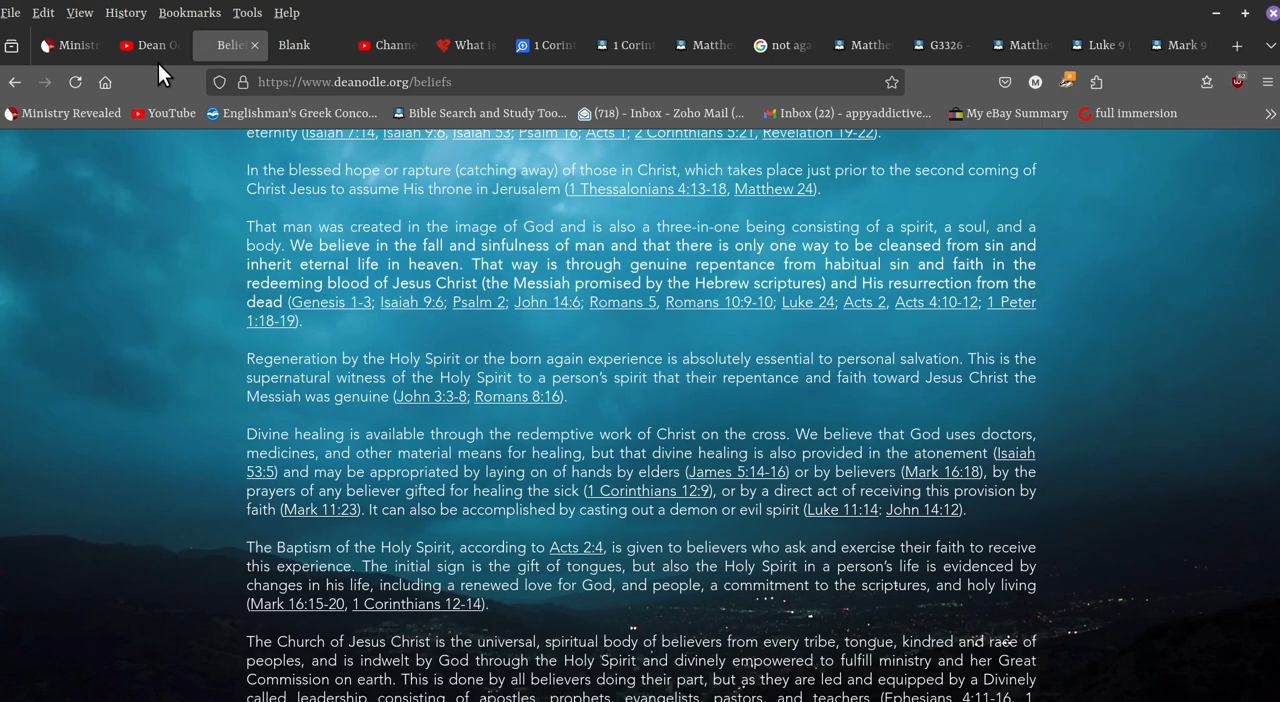 File Edit View History Bookmarks Tools Help
Ministr Dean O Belie Blank Channe What is 1 Corint 1 Corint Matthe not aga Matthe G3326 - Matthe Luke 9 ( Mark 9
https://www.deanodle.org/beliefs
Ministry Revealed YouTube Englishman's Greek Conco... Bible Search and Study Too... (718) - Inbox - Zoho Mail (... Inbox (22) - appyaddictive... My eBay Summary full immersion
eternity (Isaiah 7:14, Isaiah 9:6, Isaiah 53; Psalm 16; Acts 1; 2 Corinthians 5:21, Revelation 19-22).
In the blessed hope or rapture (catching away) of those in Christ, which takes place just prior to the second coming of
Christ Jesus to assume His throne in Jerusalem (1 Thessalonians 4:13-18, Matthew 24).
That man was created in the image of God and is also a three-in-one being consisting of a spirit, a soul, and a
body. We believe in the fall and sinfulness of man and that there is only one way to be cleansed from sin and
inherit eternal life in heaven. That way is through genuine repentance from habitual sin and faith in the
redeeming blood of Jesus Christ (the Messiah promised by the Hebrew scriptures) and His resurrection from the
dead (Genesis 1-3; Isaiah 9:6; Psalm 2; John 14:6; Romans 5, Romans 10:9-10; Luke 24; Acts 2, Acts 4:10-12; 1 Peter
1:18-19).
Regeneration by the Holy Spirit or the born again experience is absolutely essential to personal salvation. This is the
supernatural witness of the Holy Spirit to a person's spirit that their repentance and faith toward Jesus Christ the
Messiah was genuine (John 3:3-8; Romans 8:16).
Divine healing is available through the redemptive work of Christ on the cross. We believe that God uses doctors,
medicines, and other material means for healing, but that divine healing is also provided in the atonement (Isaiah
53:5) and may be appropriated by laying on of hands by elders (James 5:14-16) or by believers (Mark 16:18), by the
prayers of any believer gifted for healing the sick (1 Corinthians 12:9), or by a direct act of receiving this provision by
faith (Mark 11:23). It can also be accomplished by casting out a demon or evil spirit (Luke 11:14: John 14:12).
The Baptism of the Holy Spirit, according to Acts 2:4, is given to believers who ask and exercise their faith to receive
this experience. The initial sign is the gift of tongues, but also the Holy Spirit in a person's life is evidenced by
changes in his life, including a renewed love for God, and people, a commitment to the scriptures, and holy living
(Mark 16:15-20, 1 Corinthians 12-14).
The Church of Jesus Christ is the universal, spiritual body of believers from every tribe, tongue, kindred and race of
peoples, and is indwelt by God through the Holy Spirit and divinely empowered to fulfill ministry and her Great
Commission on earth. This is done by all believers doing their part, but as they are led and equipped by a Divinely
called leadership consisting of apostles, prophets, evangelists, pastors, and teachers (Ephesians 4:11-16, 1